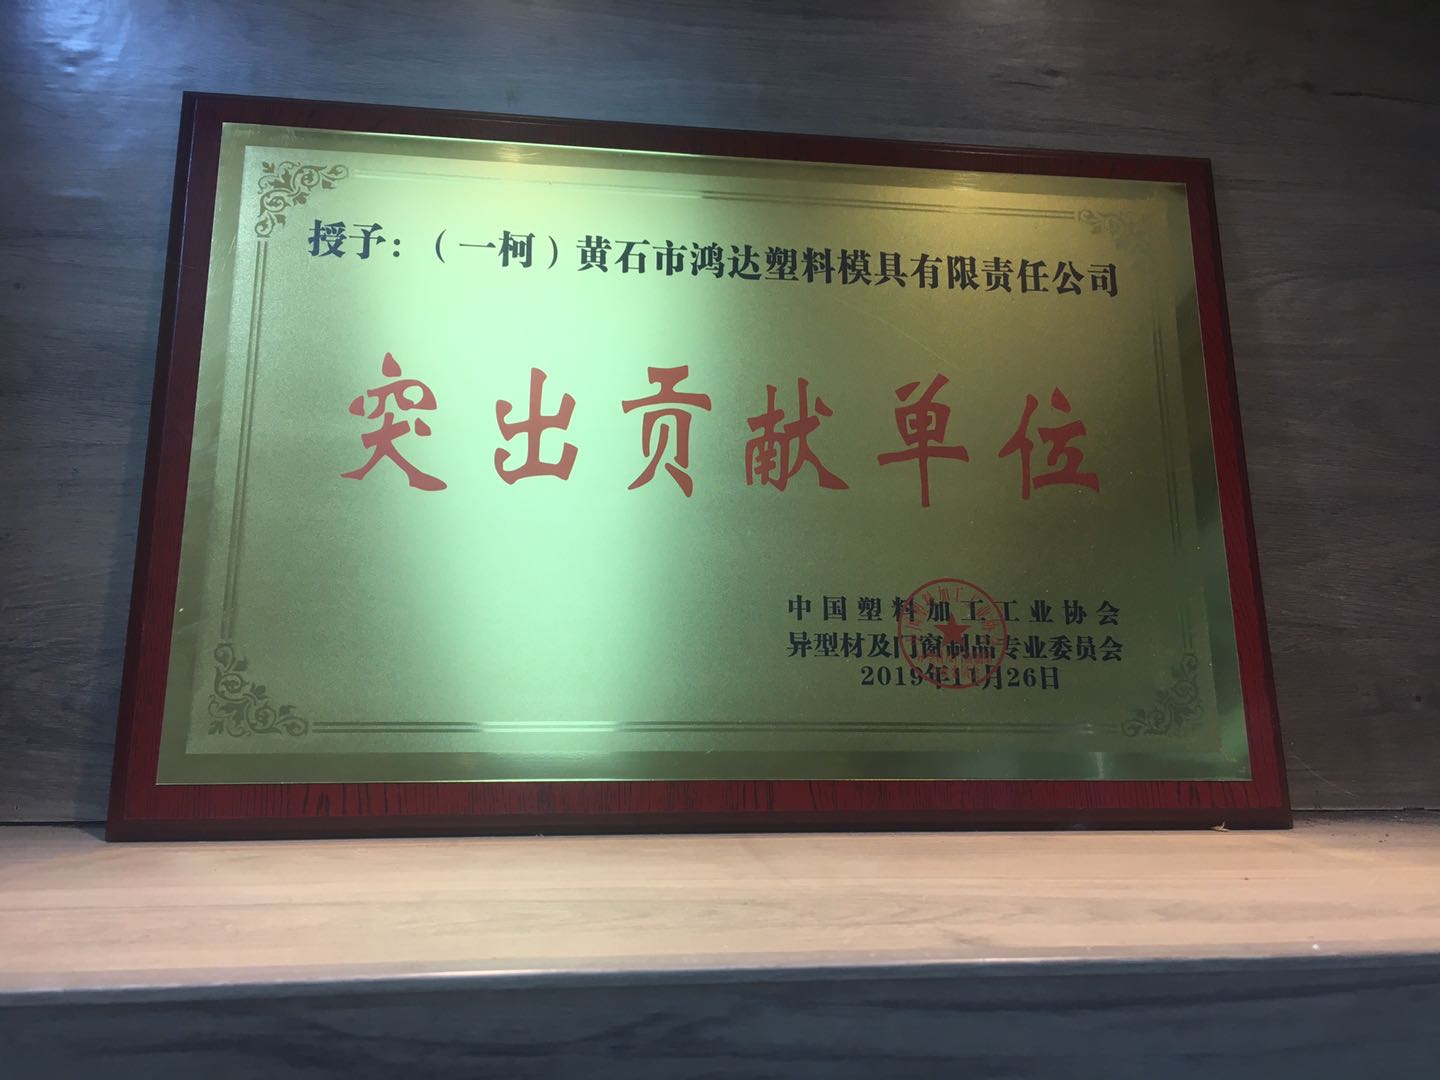 授予：（一柯）黄石市鸿达塑料模具有限责任公司
突出贡献单位
中国塑料加工工业协会
异型材及门窗制品专业委员会
2019年11月26日